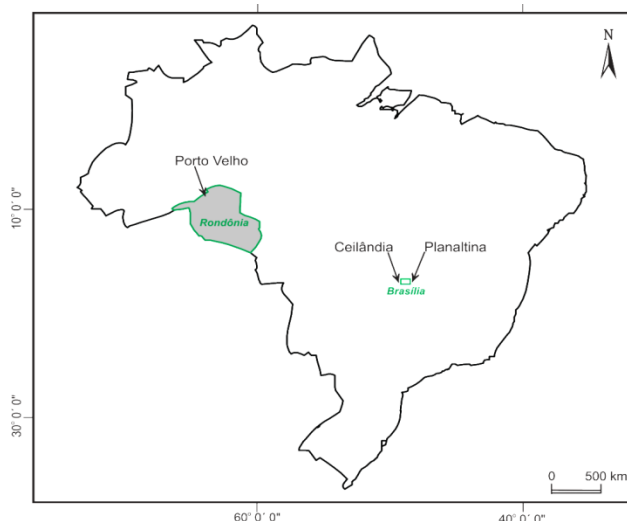 N
Porto Velho
10° 0´ 0"
Rondônia
Ceilândia
Planaltina
Brasília
30° 0´ 0"
0
500 km
60° 0´ 0"
40° 0´ 0"